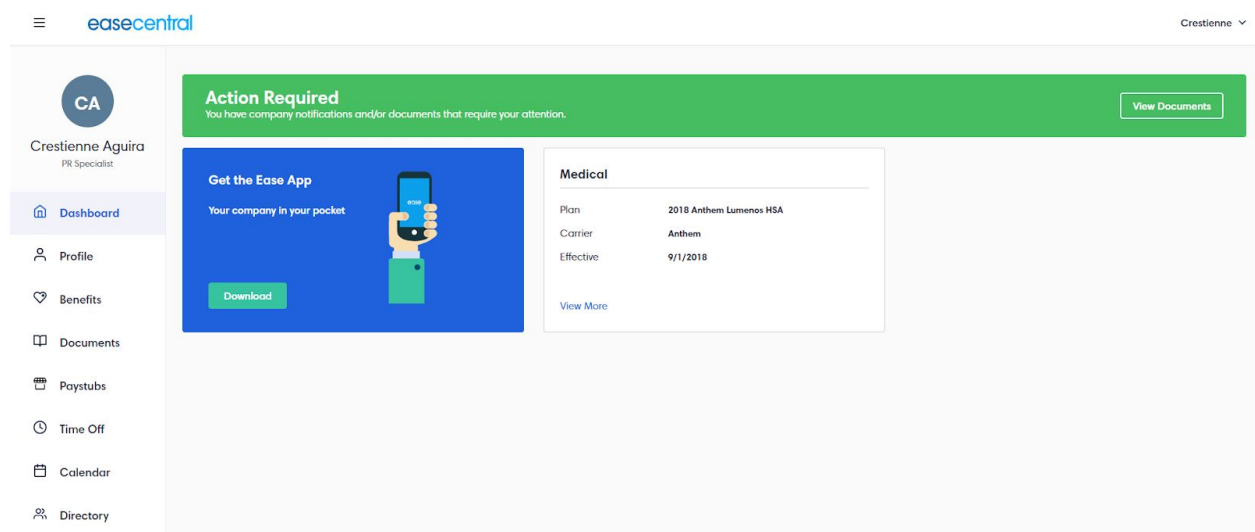 easecentral
Crestienne
CA
Crestienne Aguira
PR Specialist
Dashboard
Profile
Benefits
Documents
Paystubs
Time Off
Calendar
Directory
Action Required
You have company notifications and/or documents that require your attention.
View Documents
Get the Ease App
Your company in your pocket
ease
Download
Medical
Plan 2018 Anthem Lumenos HSA
Carrier Anthem
Effective 9/1/2018
View More